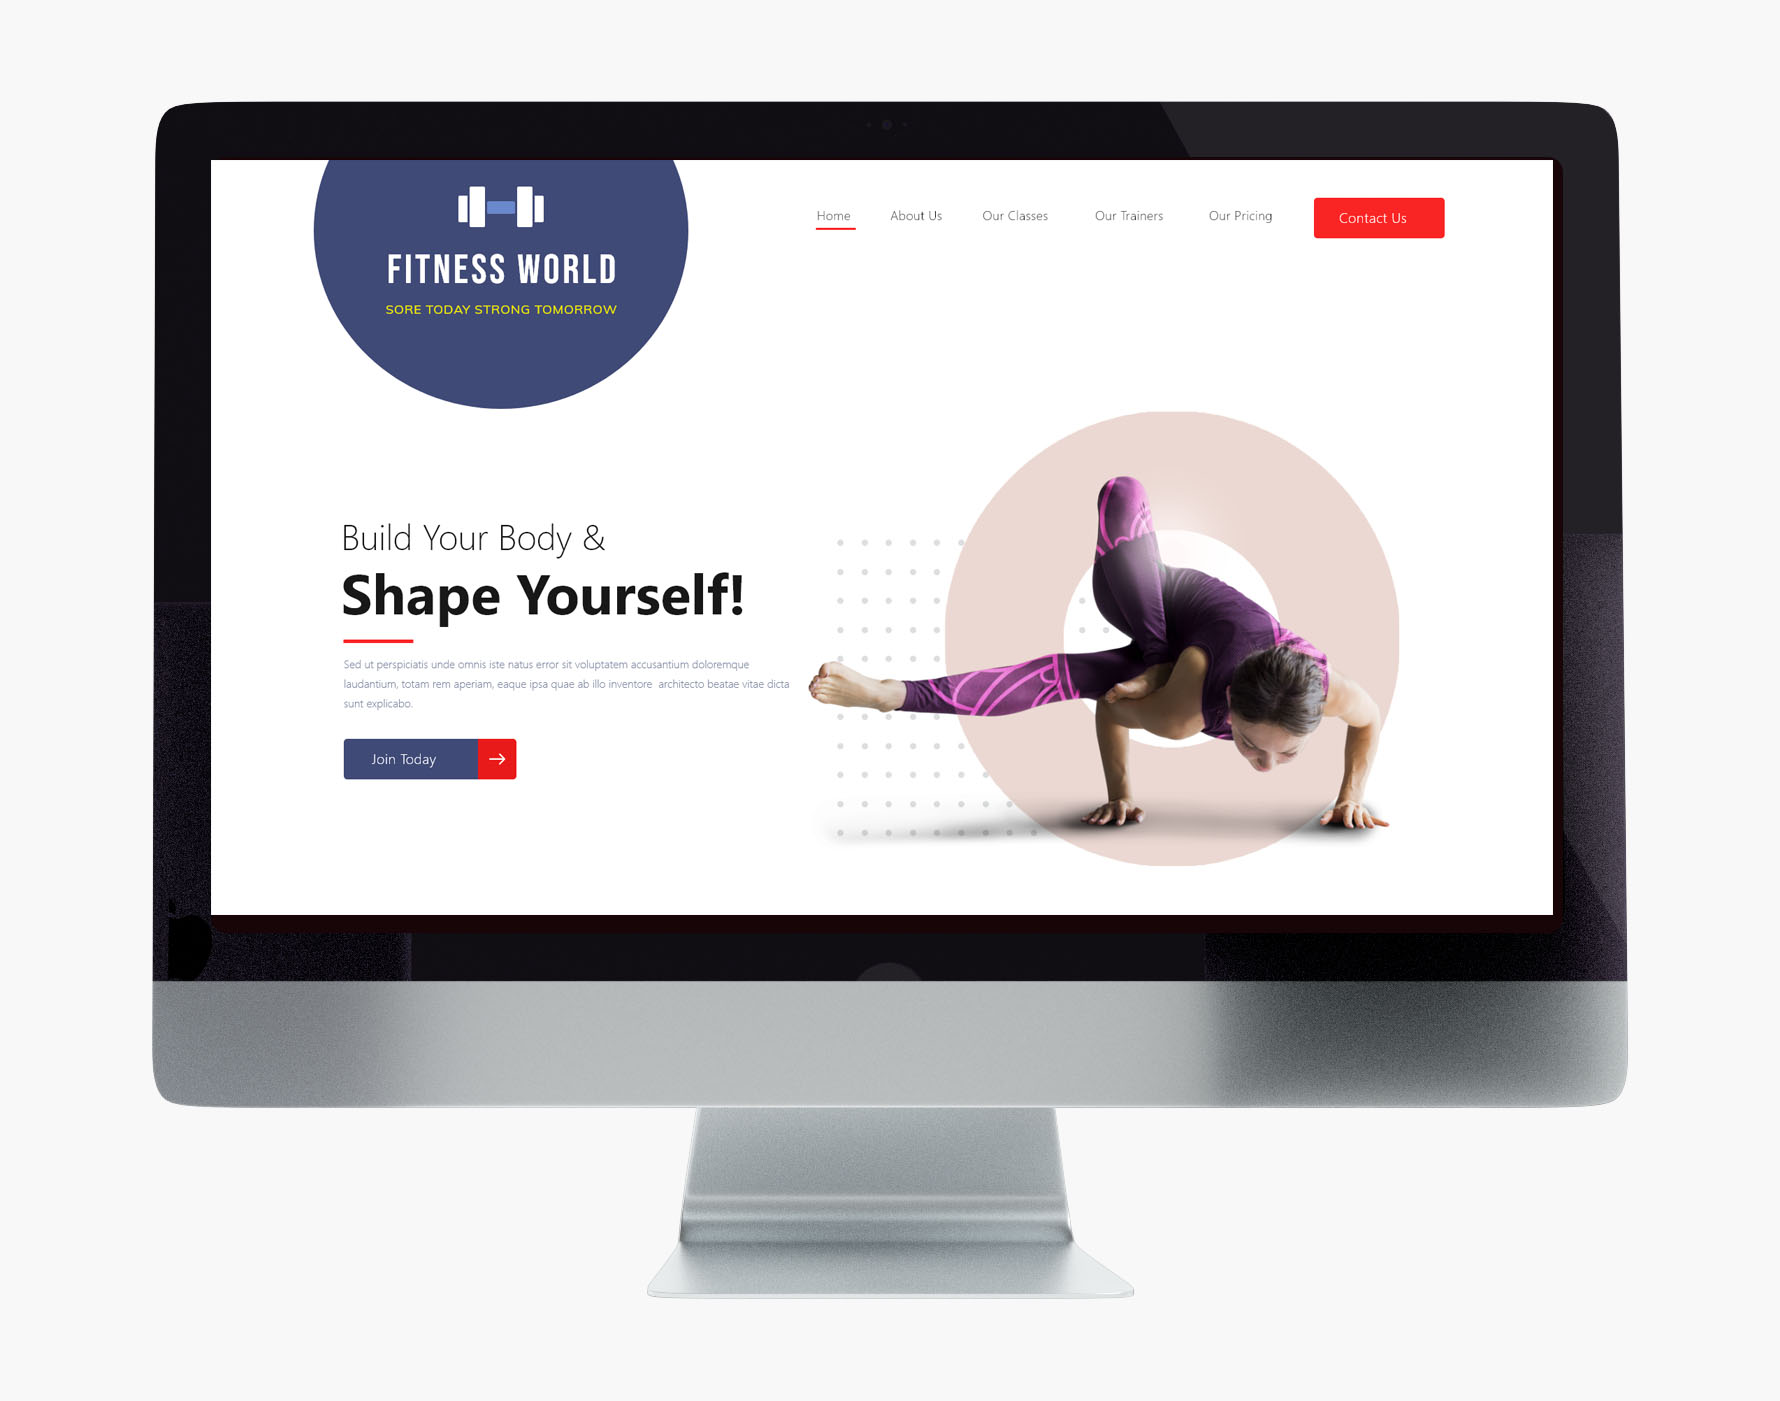 FITNESS WORLD
SORE TODAY STRONG TOMORROW
Home About Us Our Classes Our Trainers Our Pricing Contact Us
Build Your Body &
Shape Yourself!
Sed ut perspiciatis unde omnis iste natus error sit voluptatem accusantium doloremque
laudantium, totam rem aperiam, eaque ipsa quae ab illo inventore architecto beatae vitae dicta
sunt explicabo.
Join Today